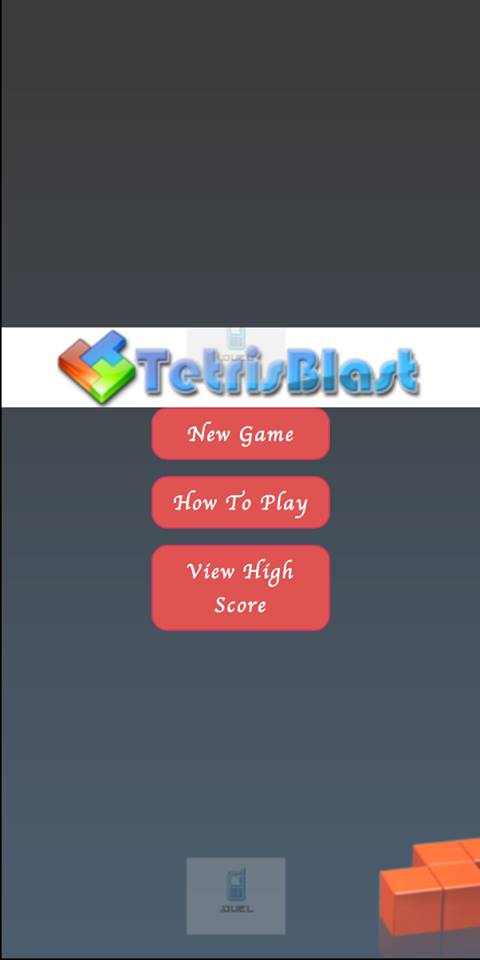 TetrisBlast
New Game
How To Play
View High
Score
.DUEL